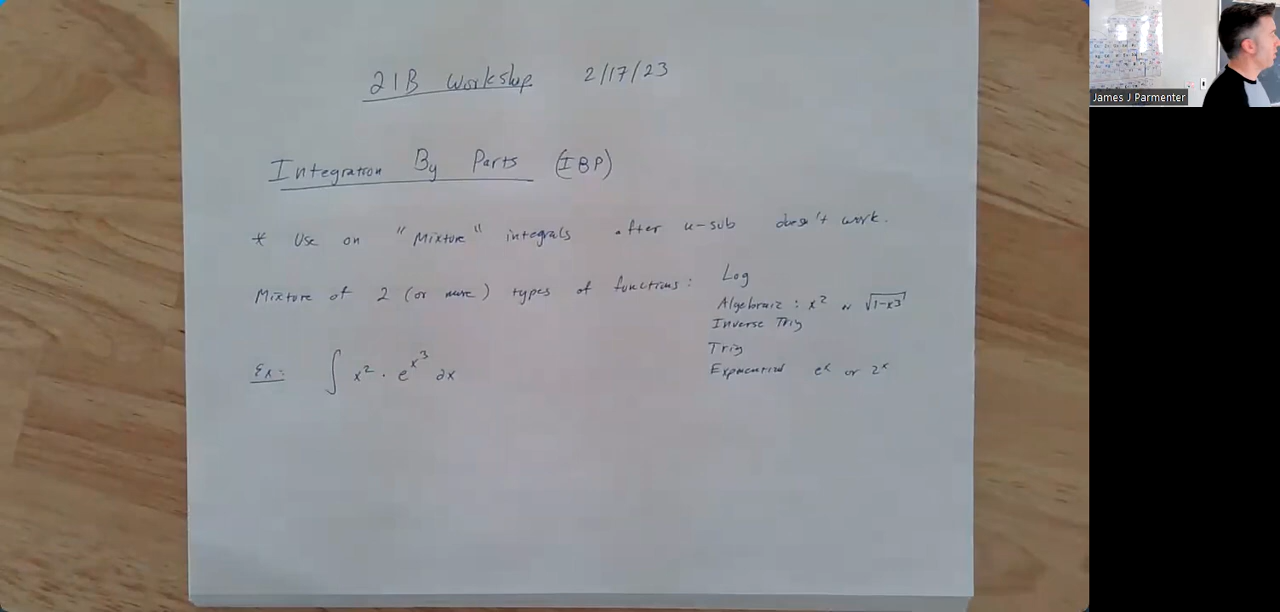 21B Workshop 2/17/23
James J Parmenter
Integration By Parts (IBP)
* Use on "Mixture" integrals after u-sub doesn't work.
Mixture of 2 (or more) types of functions: Log
Algebraic: x² or √(1-x³)
Inverse Trig
Trig
Exponential eˣ or 2ˣ
Ex: ∫ x² · e^(x³) dx